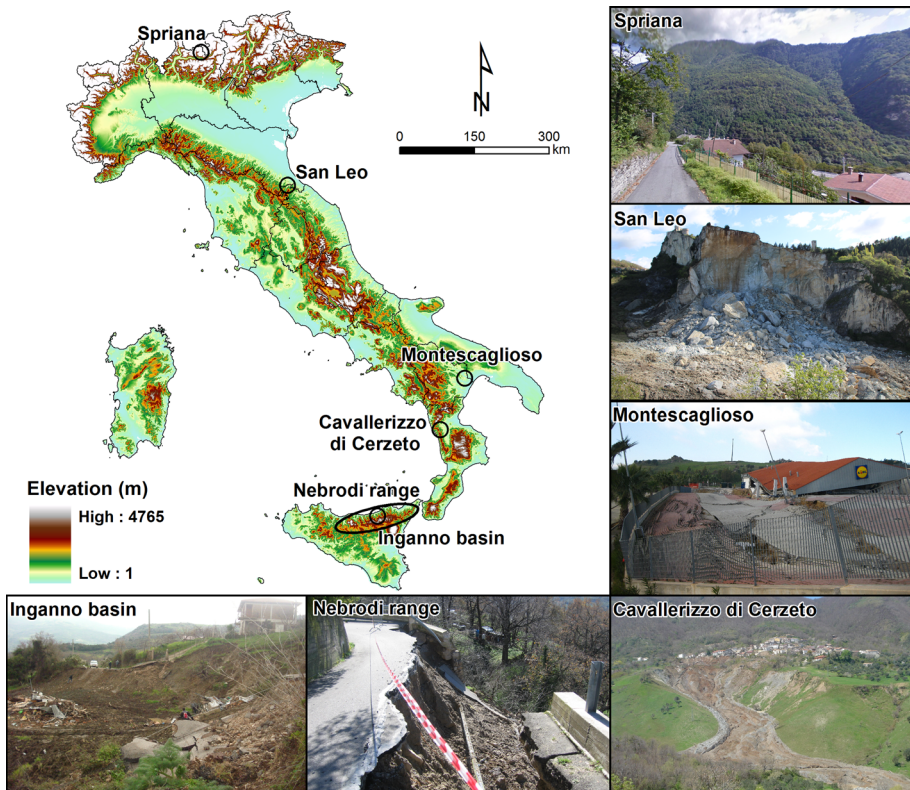 Spriana
San Leo
Montescaglioso
Cavallerizzo
di Cerzeto
Nebrodi range
Inganno basin
N
0 150 300
km
Elevation (m)
High : 4765
Low : 1
Spriana
San Leo
Montescaglioso
LIDL
Inganno basin
Nebrodi range
Cavallerizzo di Cerzeto